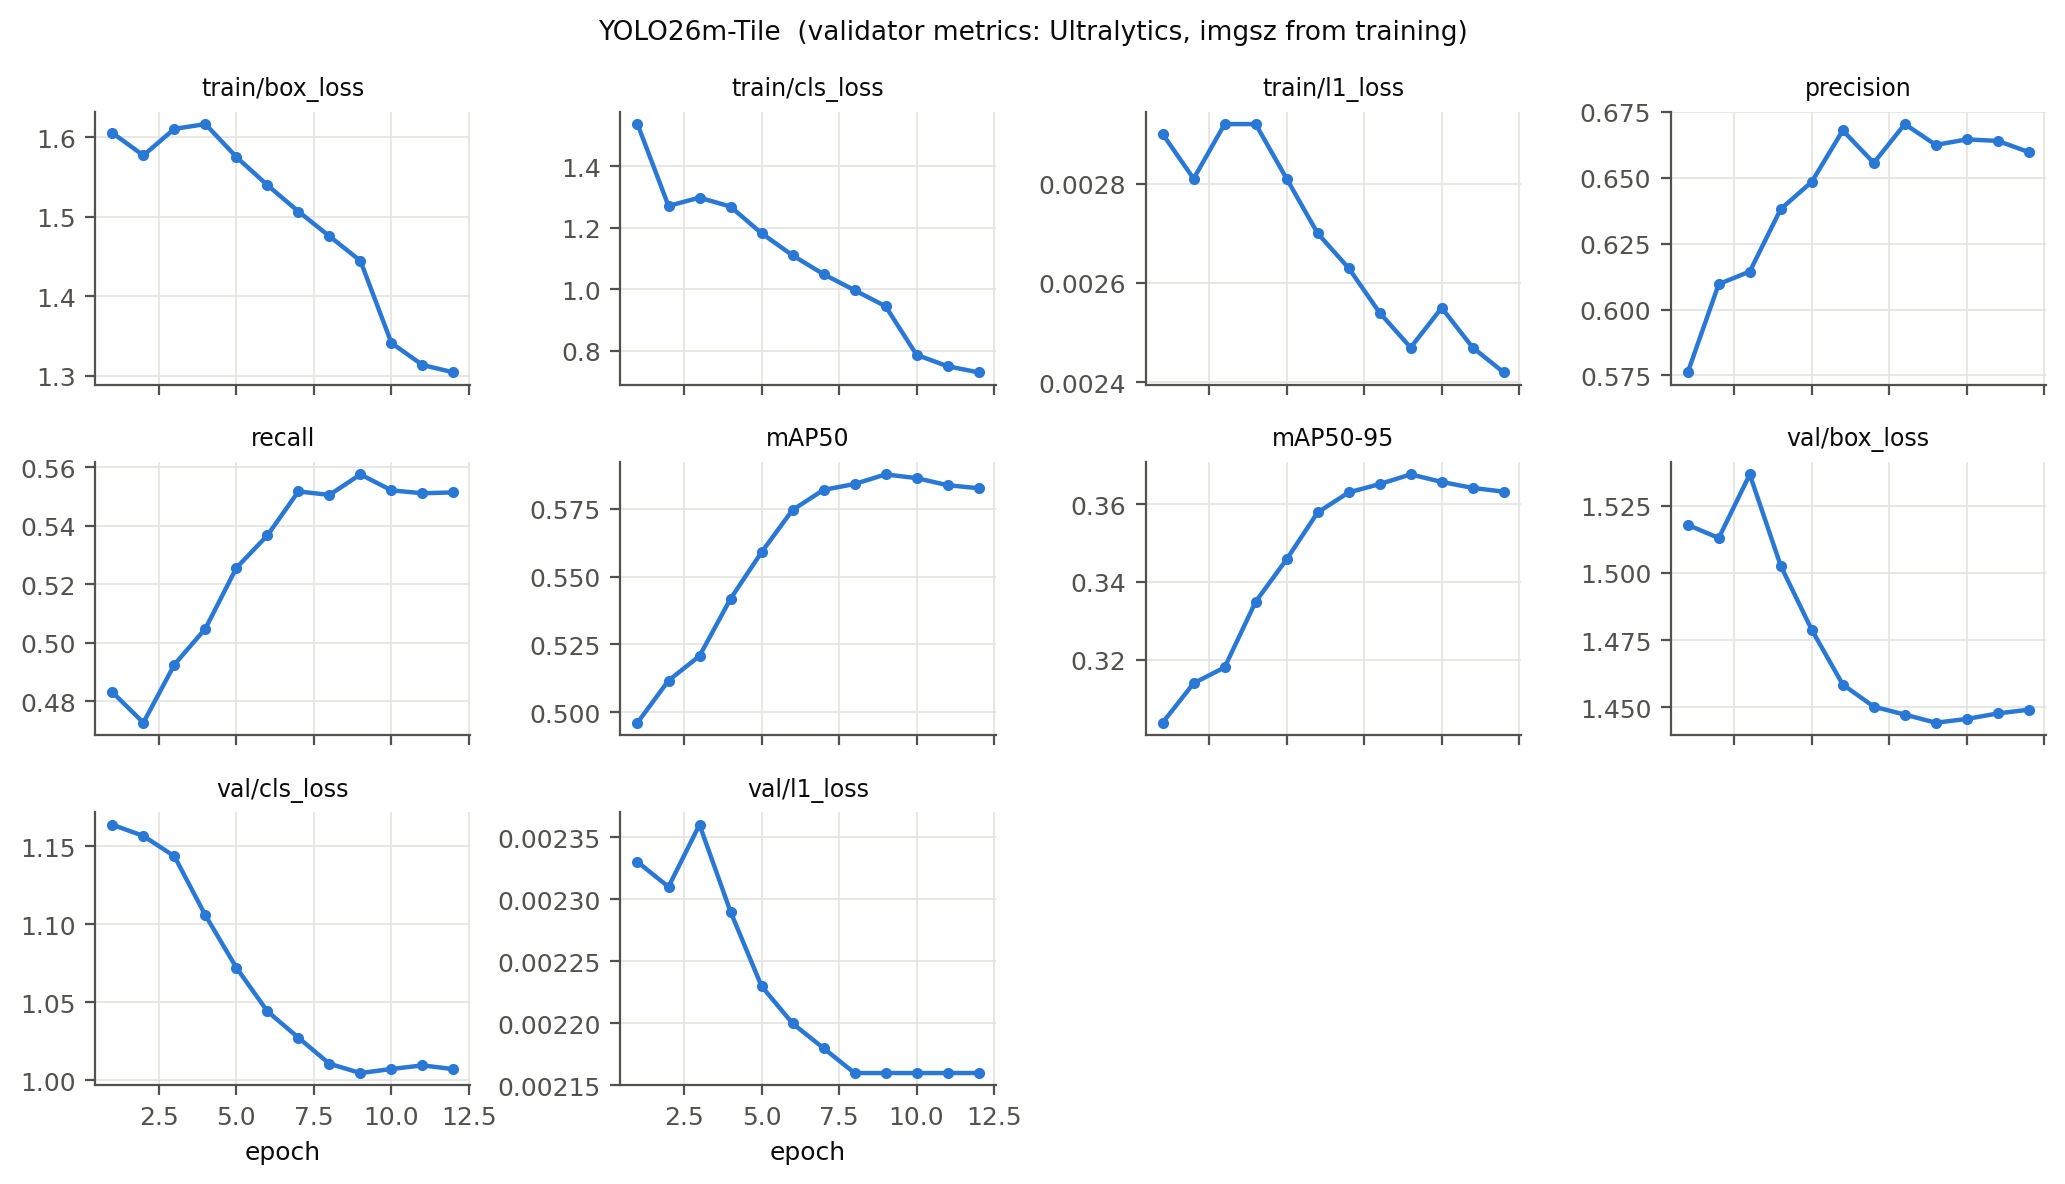 YOLO26m-Tile (validator metrics: Ultralytics, imgsz from training)
train/box_loss
1.6
1.5
1.4
1.3
train/cls_loss
1.4
1.2
1.0
0.8
train/l1_loss
0.0028
0.0026
0.0024
precision
0.675
0.650
0.625
0.600
0.575
recall
0.56
0.54
0.52
0.50
0.48
mAP50
0.575
0.550
0.525
0.500
mAP50-95
0.36
0.34
0.32
val/box_loss
1.525
1.500
1.475
1.450
val/cls_loss
1.15
1.10
1.05
1.00
2.5 5.0 7.5 10.0 12.5
epoch
val/l1_loss
0.00235
0.00230
0.00225
0.00220
0.00215
2.5 5.0 7.5 10.0 12.5
epoch